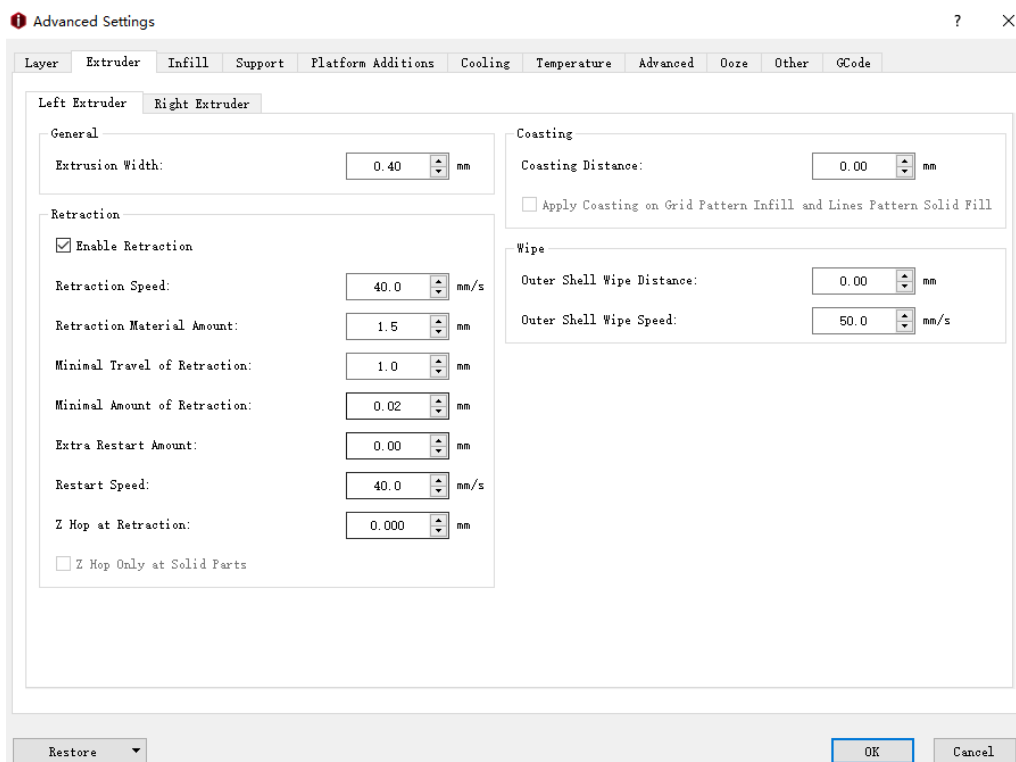 Advanced Settings
?
Layer Extruder Infill Support Platform Additions Cooling Temperature Advanced Ooze Other GCode
Left Extruder Right Extruder
General
Extrusion Width: 0.40 mm
Retraction
Enable Retraction
Retraction Speed: 40.0 mm/s
Retraction Material Amount: 1.5 mm
Minimal Travel of Retraction: 1.0 mm
Minimal Amount of Retraction: 0.02 mm
Extra Restart Amount: 0.00 mm
Restart Speed: 40.0 mm/s
Z Hop at Retraction: 0.000 mm
Z Hop Only at Solid Parts
Coasting
Coasting Distance: 0.00 mm
Apply Coasting on Grid Pattern Infill and Lines Pattern Solid Fill
Wipe
Outer Shell Wipe Distance: 0.00 mm
Outer Shell Wipe Speed: 50.0 mm/s
Restore OK Cancel